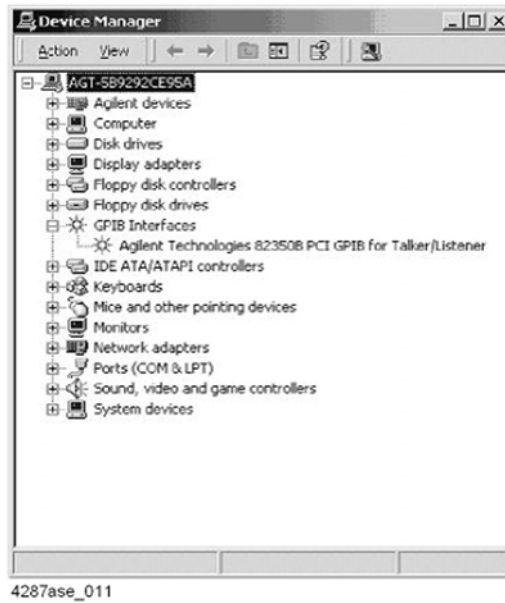 Device Manager
Action View
AGT-5B9292CE95A
Agilent devices
Computer
Disk drives
Display adapters
Floppy disk controllers
Floppy disk drives
GPIB Interfaces
Agilent Technologies 82350B PCI GPIB for Talker/Listener
IDE ATA/ATAPI controllers
Keyboards
Mice and other pointing devices
Monitors
Network adapters
Ports (COM & LPT)
Sound, video and game controllers
System devices
4287ase_011